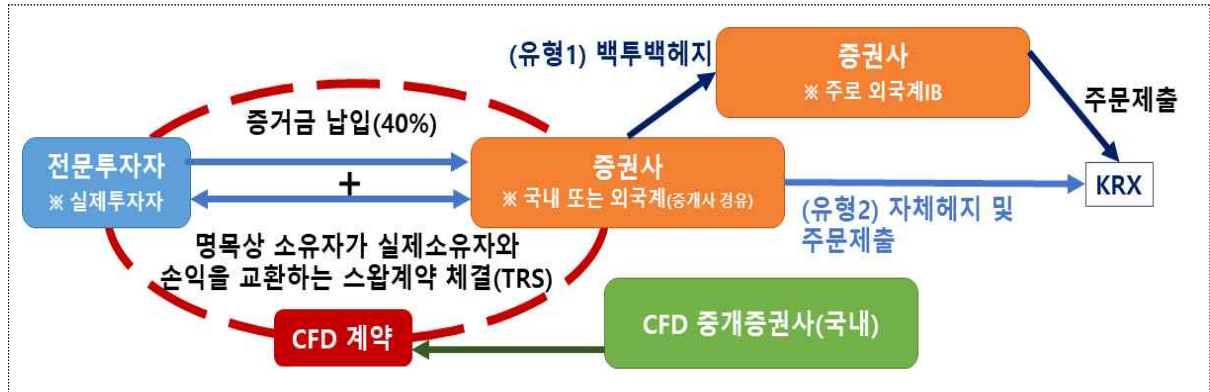 (유형1) 백투백헤지
증권사
※ 주로 외국계IB
주문제출
증거금 납입(40%)
전문투자자
※ 실제투자자
+
증권사
※ 국내 또는 외국계(중개사 경유)
KRX
(유형2) 자체헤지 및
주문제출
명목상 소유자가 실제소유자와
손익을 교환하는 스왑계약 체결(TRS)
CFD 계약
CFD 중개증권사(국내)